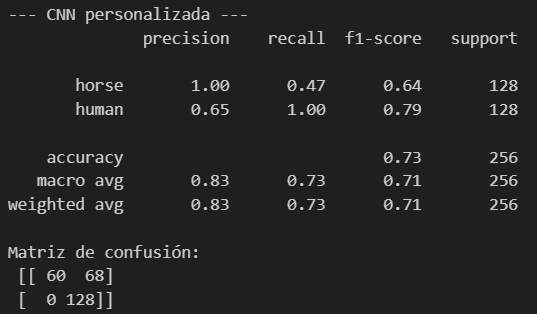 --- CNN personalizada ---
precision recall f1-score support
horse 1.00 0.47 0.64 128
human 0.65 1.00 0.79 128
accuracy 0.73 256
macro avg 0.83 0.73 0.71 256
weighted avg 0.83 0.73 0.71 256
Matriz de confusión:
[[ 60 68]
[ 0 128]]